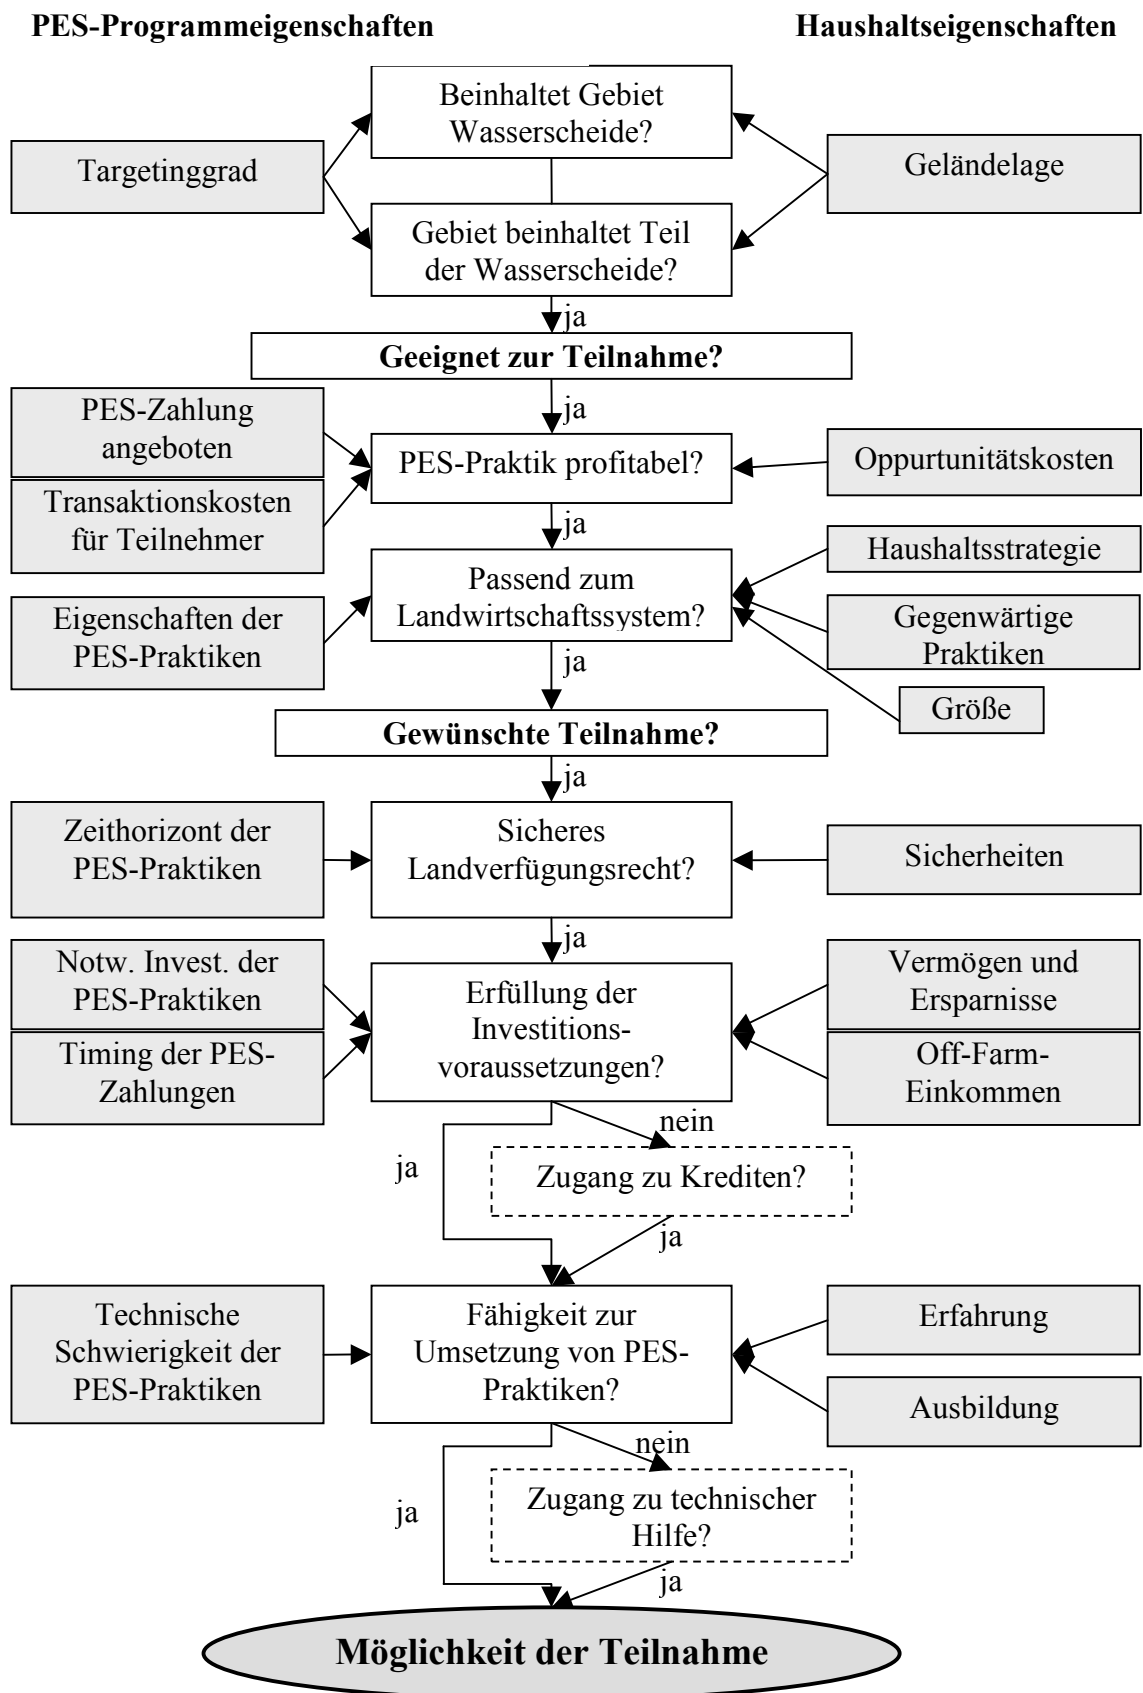 PES-Programmeigenschaften
Haushaltseigenschaften
Beinhaltet Gebiet
Wasserscheide?
Targetinggrad
Geländelage
Gebiet beinhaltet Teil
der Wasserscheide?
ja
Geeignet zur Teilnahme?
ja
PES-Zahlung
angeboten
Transaktionskosten
für Teilnehmer
PES-Praktik profitabel?
Oppurtunitätskosten
ja
Eigenschaften der
PES-Praktiken
Passend zum
Landwirtschaftssystem?
Haushaltsstrategie
Gegenwärtige
Praktiken
Größe
ja
Gewünschte Teilnahme?
ja
Zeithorizont der
PES-Praktiken
Sicheres
Landverfügungsrecht?
Sicherheiten
ja
Notw. Invest. der
PES-Praktiken
Timing der PES-
Zahlungen
Erfüllung der
Investitions-
voraussetzungen?
Vermögen und
Ersparnisse
Off-Farm-
Einkommen
nein
ja
Zugang zu Krediten?
ja
Technische
Schwierigkeit der
PES-Praktiken
Fähigkeit zur
Umsetzung von PES-
Praktiken?
Erfahrung
Ausbildung
nein
ja
Zugang zu technischer
Hilfe?
ja
Möglichkeit der Teilnahme